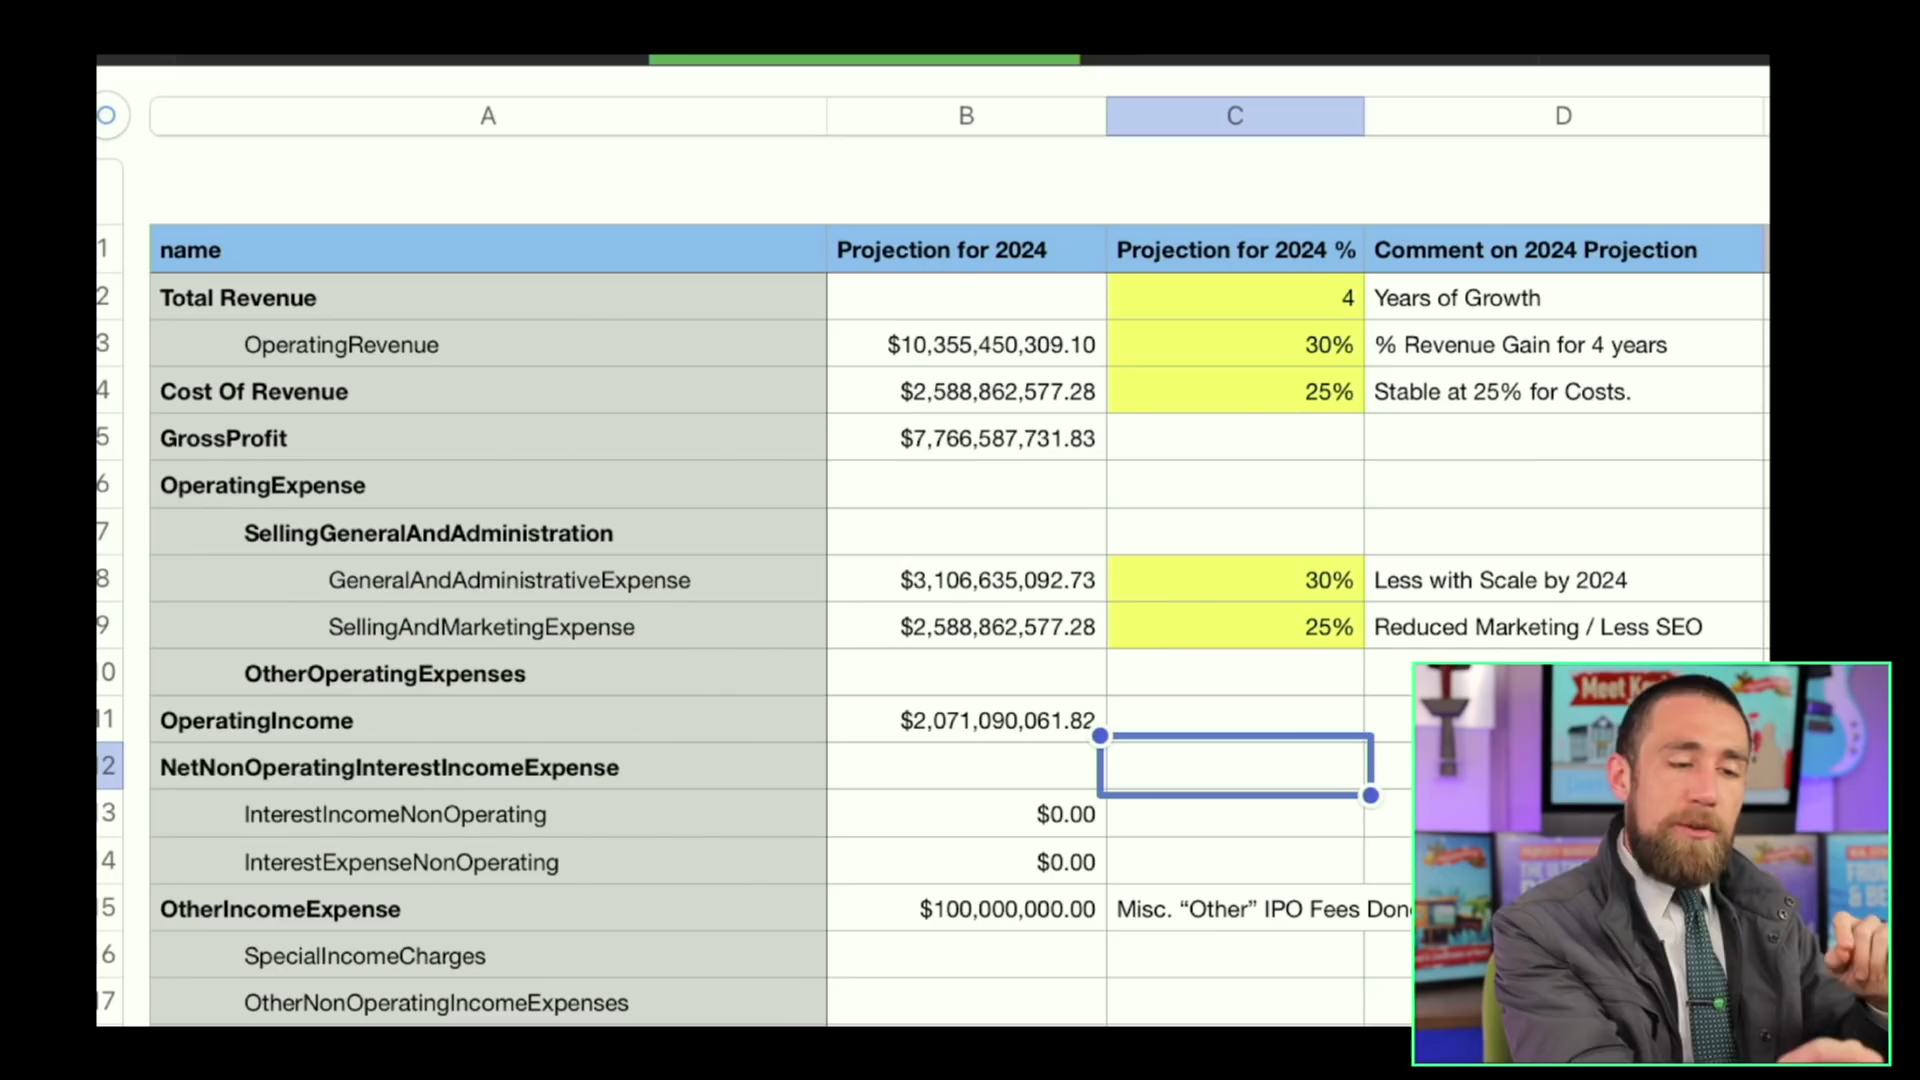 A B C D
1 name Projection for 2024 Projection for 2024 % Comment on 2024 Projection
2 Total Revenue 4 Years of Growth
3 OperatingRevenue $10,355,450,309.10 30% % Revenue Gain for 4 years
4 Cost Of Revenue $2,588,862,577.28 25% Stable at 25% for Costs.
5 GrossProfit $7,766,587,731.83
6 OperatingExpense
7 SellingGeneralAndAdministration
8 GeneralAndAdministrativeExpense $3,106,635,092.73 30% Less with Scale by 2024
9 SellingAndMarketingExpense $2,588,862,577.28 25% Reduced Marketing / Less SEO
10 OtherOperatingExpenses
11 OperatingIncome $2,071,090,061.82
12 NetNonOperatingInterestIncomeExpense
13 InterestIncomeNonOperating $0.00
14 InterestExpenseNonOperating $0.00
15 OtherIncomeExpense $100,000,000.00 Misc. “Other” IPO Fees Don
16 SpecialIncomeCharges
17 OtherNonOperatingIncomeExpenses
Meet